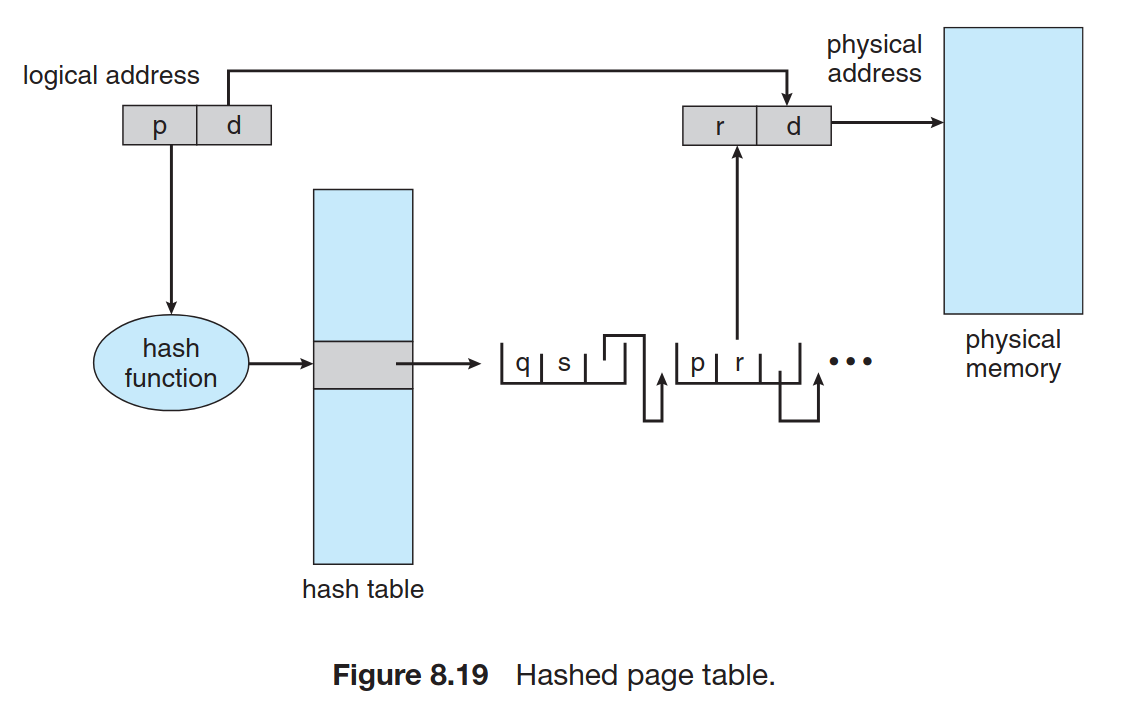 logical address
p d
physical
address
r d
hash
function
q s
p r
•••
physical
memory
hash table
Figure 8.19 Hashed page table.